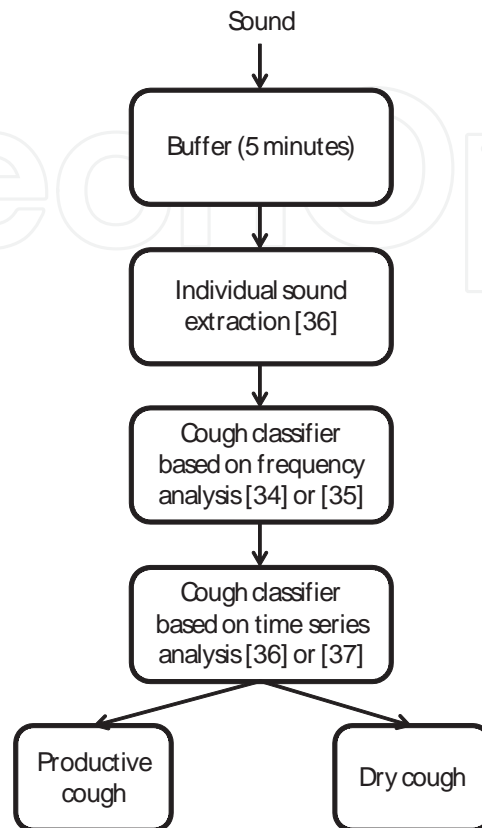 Sound
Buffer (5 minutes)
Individual sound
extraction [36]
Cough classifier
based on frequency
analysis [34] or [35]
Cough classifier
based on time series
analysis [36] or [37]
Productive
cough
Dry cough